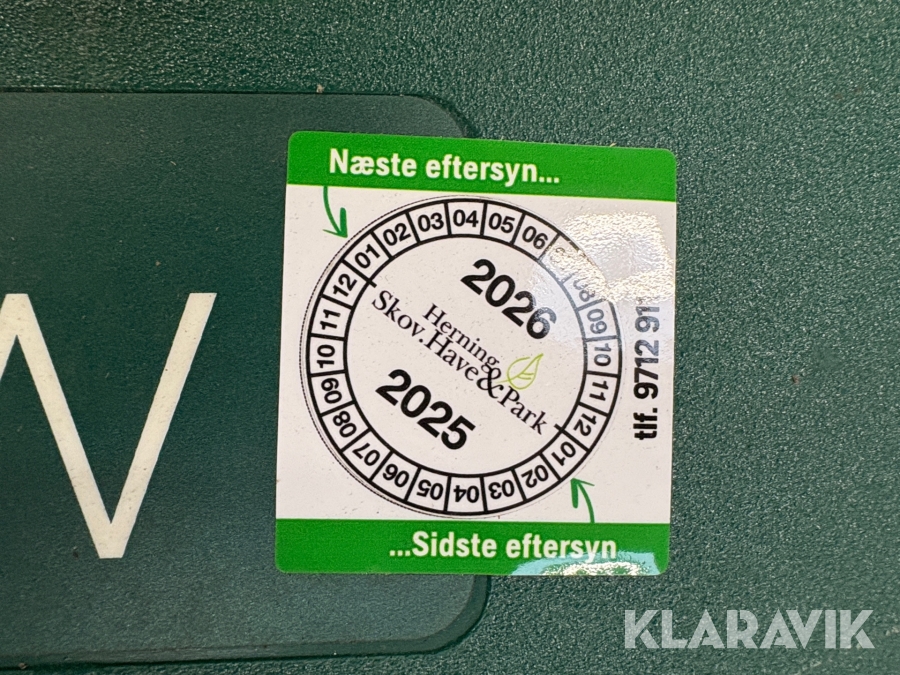 Næste eftersyn...
01 02 03 04 05 06 08 09 10 11 12
2026
Herning
Skov.Have&Park
2025
01 02 03 04 05 06 07 08 09 10 11 12
...Sidste eftersyn
tlf. 9712 91
W
KLARAVIK